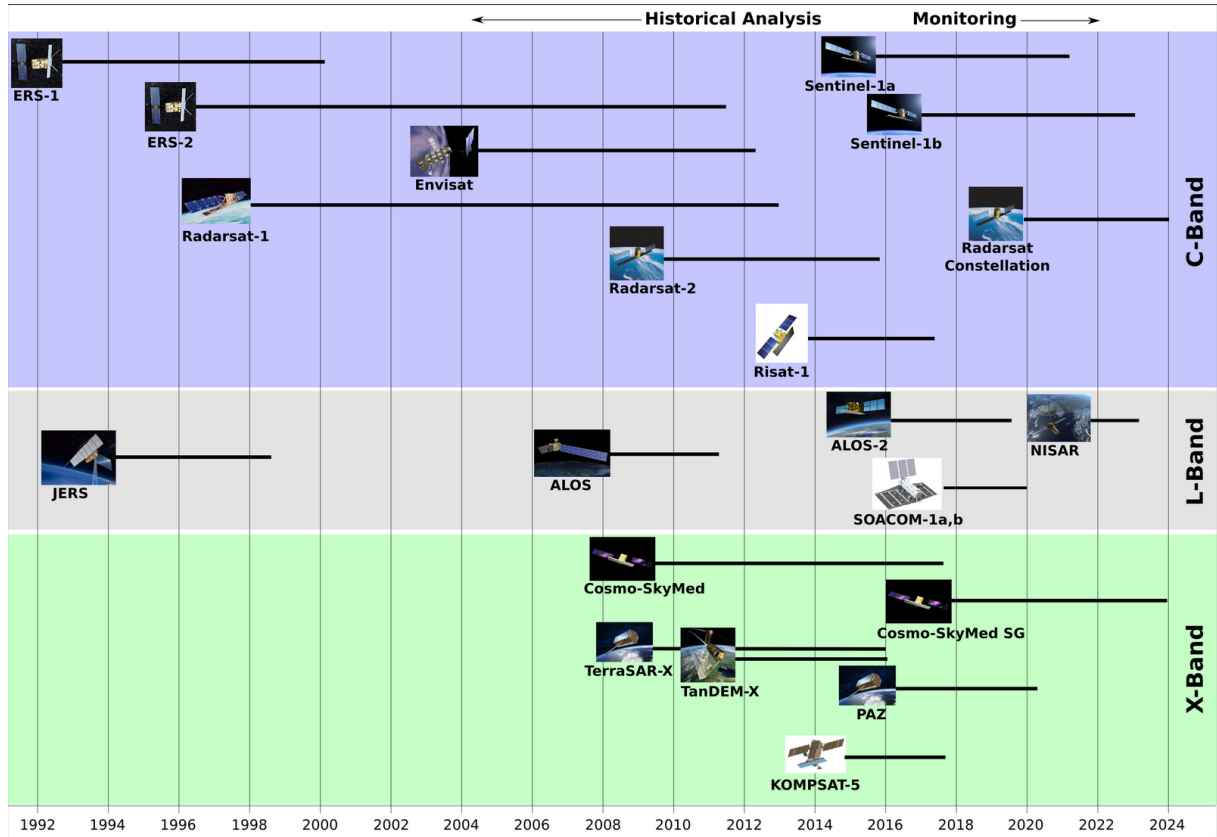 Historical Analysis
Monitoring
ERS-1
Sentinel-1a
ERS-2
Sentinel-1b
Envisat
Radarsat-1
Radarsat
Constellation
Radarsat-2
Risat-1
C-Band
ALOS-2
NISAR
JERS
ALOS
SOACOM-1a,b
L-Band
Cosmo-SkyMed
Cosmo-SkyMed SG
TerraSAR-X
TanDEM-X
PAZ
KOMPSAT-5
X-Band
1992 1994 1996 1998 2000 2002 2004 2006 2008 2010 2012 2014 2016 2018 2020 2022 2024